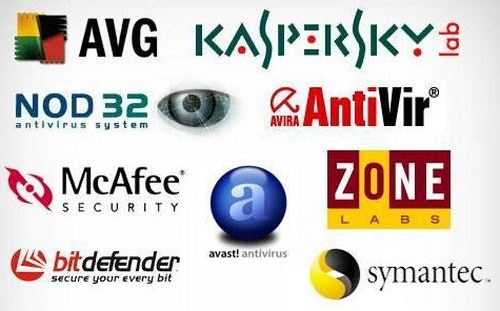 AVG
KASPERSKY lab
NOD 32
antivirus system
AVIRA AntiVir®
McAfee®
SECURITY
a
avast! antivirus
ZONE
LABS
bitdefender
secure your every bit
symantec.